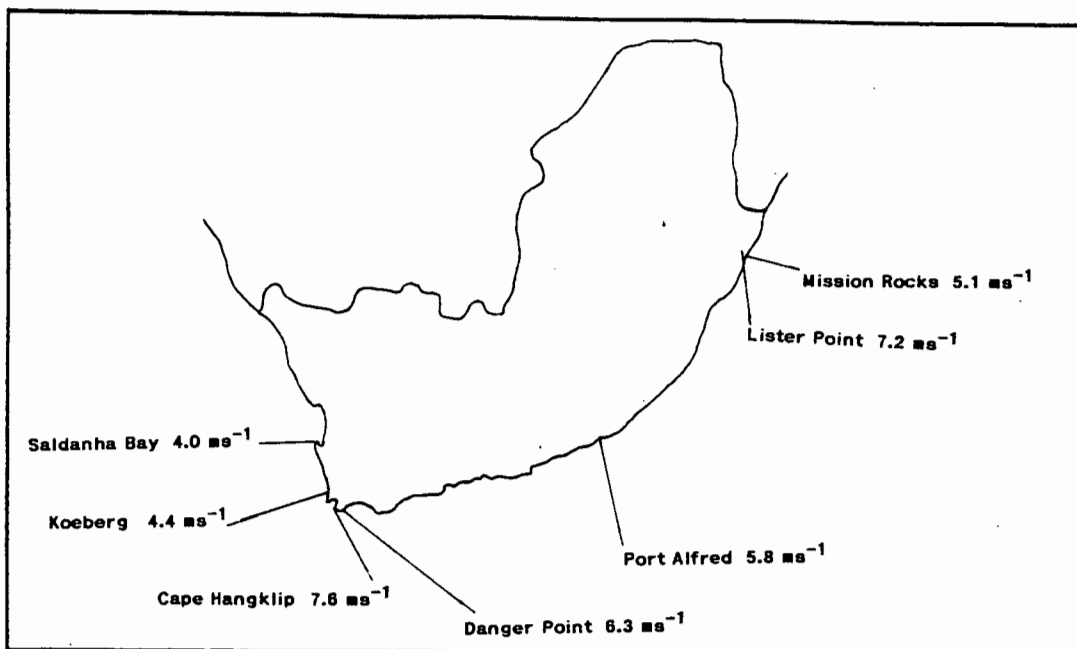 Mission Rocks 5.1 ms⁻¹
Lister Point 7.2 ms⁻¹
Saldanha Bay 4.0 ms⁻¹
Koeberg 4.4 ms⁻¹
Port Alfred 5.8 ms⁻¹
Cape Hangklip 7.6 ms⁻¹
Danger Point 6.3 ms⁻¹